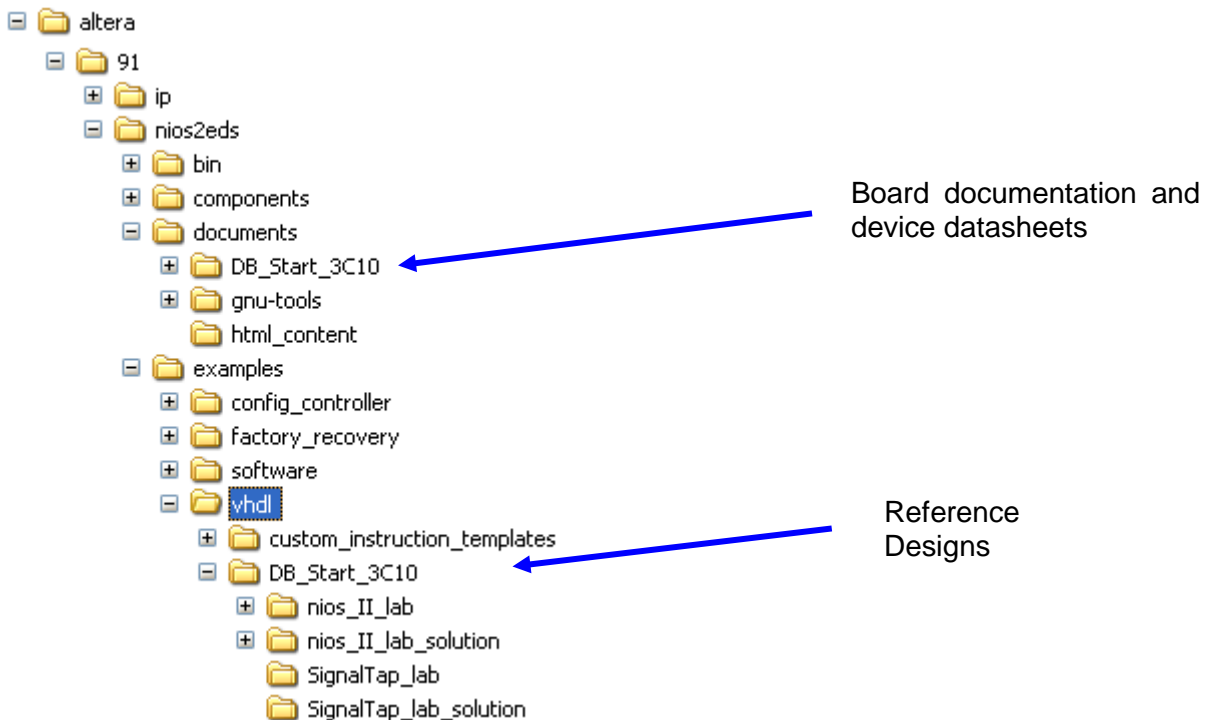 altera
91
ip
nios2eds
bin
components
documents
Board documentation and
device datasheets
DB_Start_3C10
gnu-tools
html_content
examples
config_controller
factory_recovery
software
vhdl
Reference
Designs
custom_instruction_templates
DB_Start_3C10
nios_II_lab
nios_II_lab_solution
SignalTap_lab
SignalTap_lab_solution